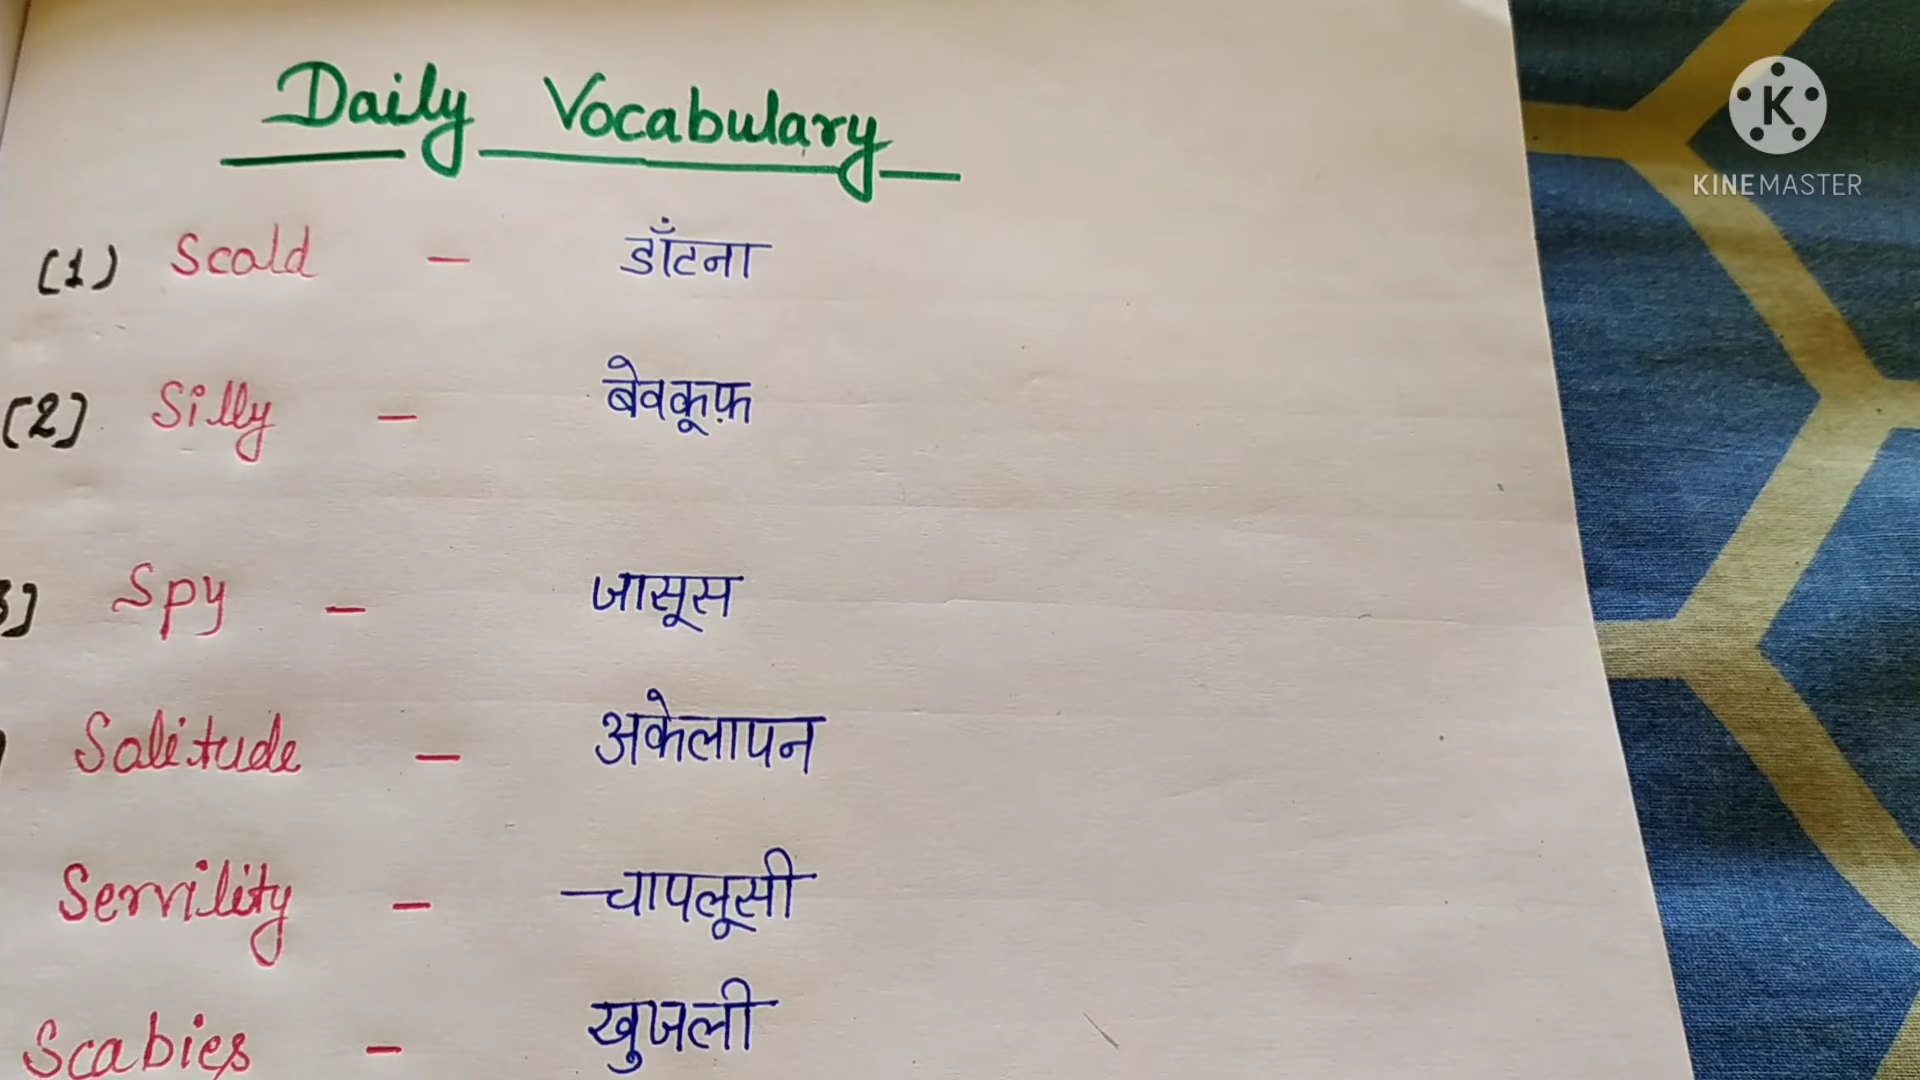 Daily Vocabulary
(1) Scold - डाँटना
(2) Silly - बेवकूफ़
3) Spy - जासूस
Solitude - अकेलापन
Servility - चापलूसी
Scabies - खुजली
K
KINEMASTER